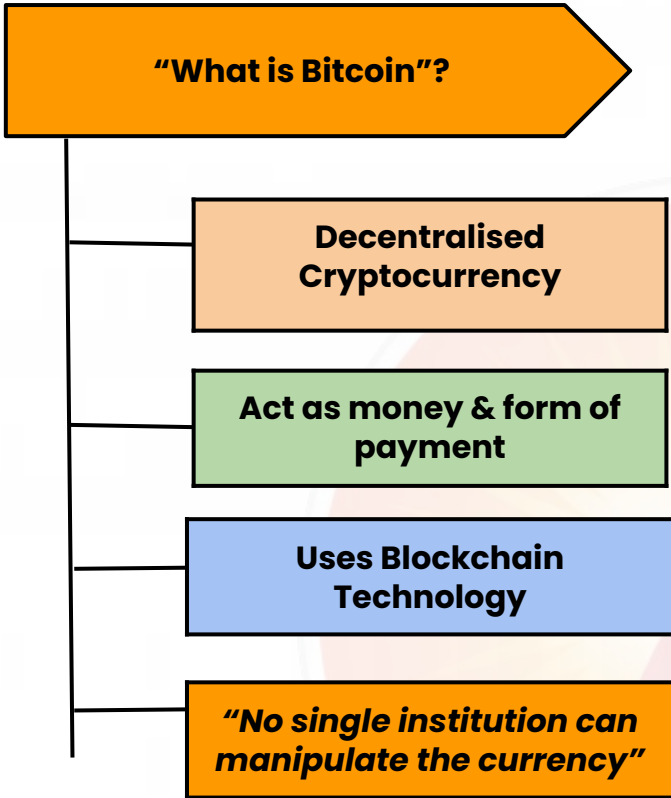 “What is Bitcoin”?
Decentralised
Cryptocurrency
Act as money & form of
payment
Uses Blockchain
Technology
“No single institution can
manipulate the currency”